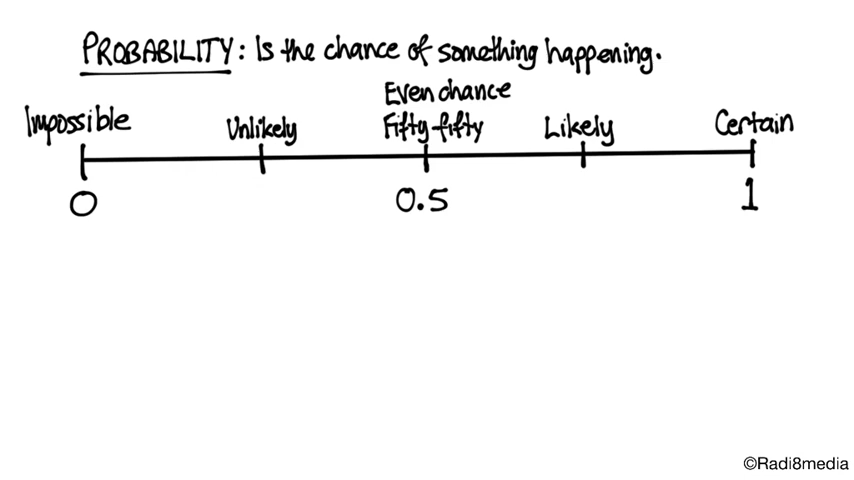 PROBABILITY: Is the chance of something happening.
Even chance
Impossible Unlikely Fifty-fifty Likely Certain
0 0.5 1
©Radi8media